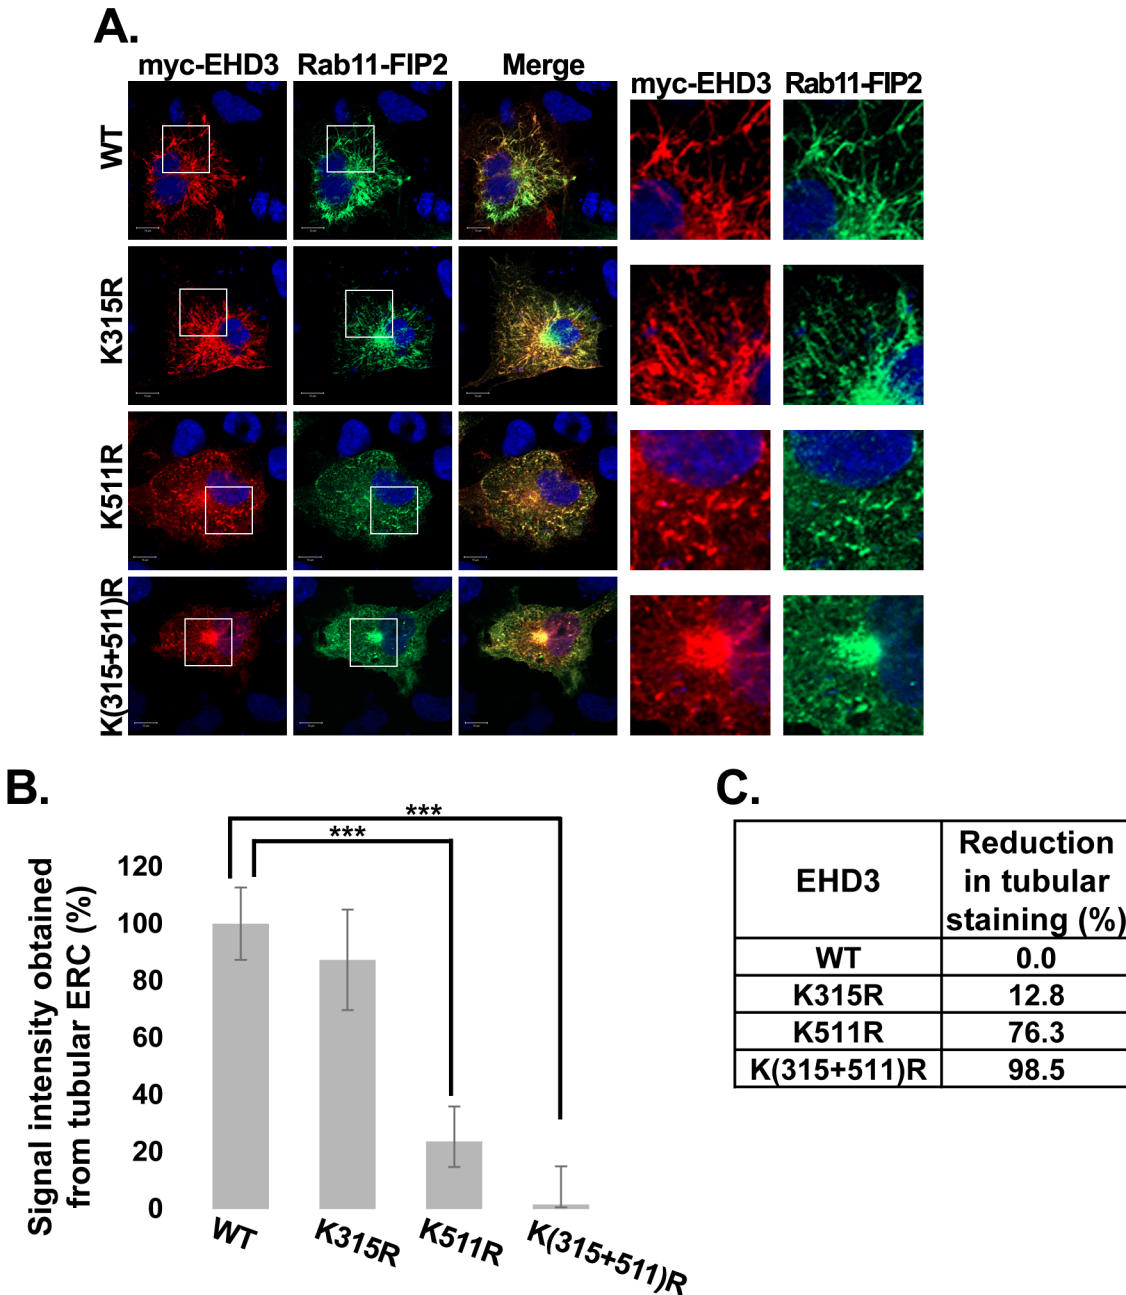 A.
myc-EHD3 Rab11-FIP2 Merge myc-EHD3 Rab11-FIP2
WT
K315R
K511R
K(315+511)R
B.
Signal intensity obtained
from tubular ERC (%)
*** 
***
120
100
80
60
40
20
0
WT K315R K511R K(315+511)R
C.
EHD3 Reduction
in tubular
staining (%)
WT 0.0
K315R 12.8
K511R 76.3
K(315+511)R 98.5